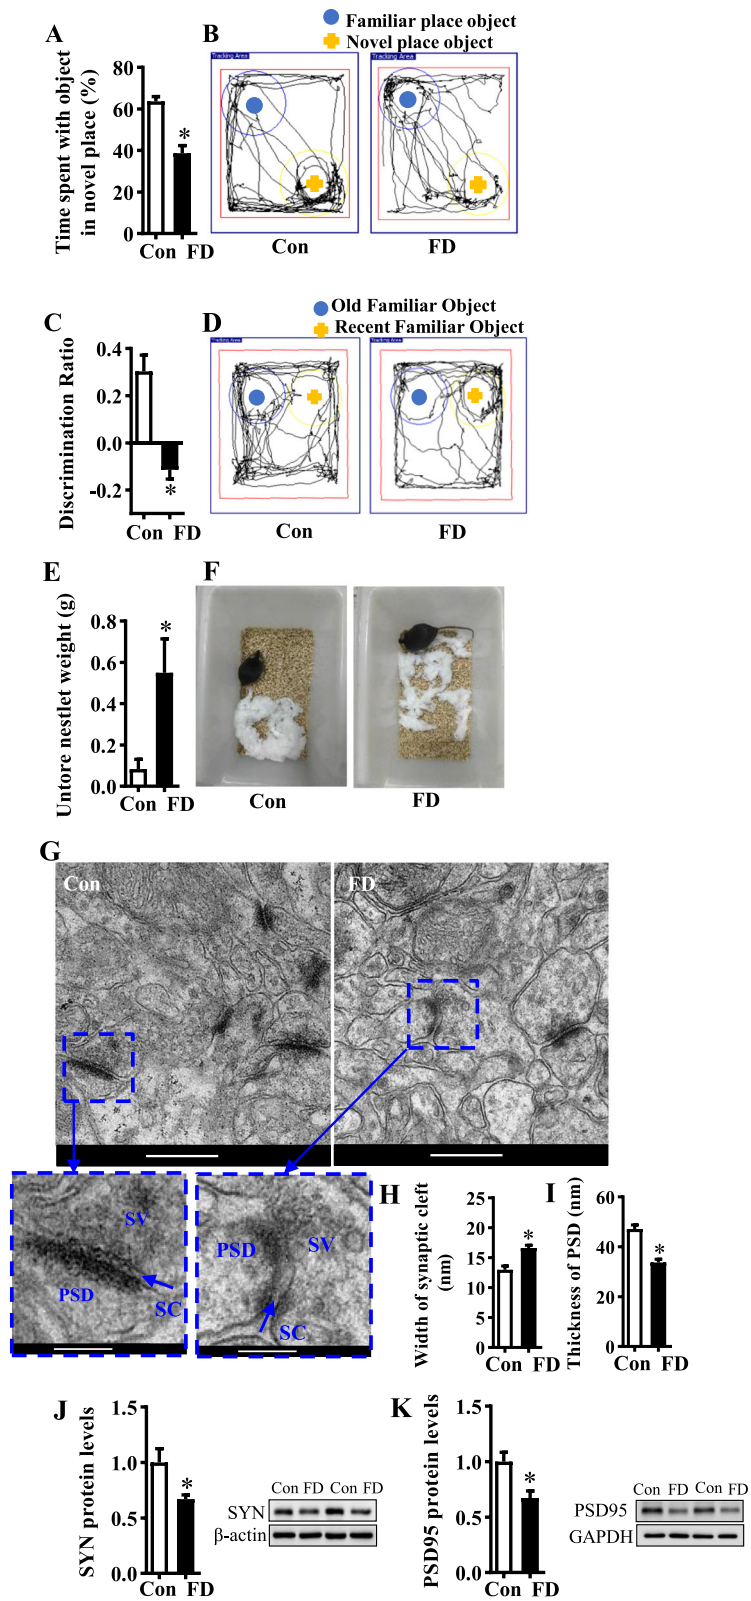 A
B
Familiar place object
Novel place object
Time spent with object
in novel place (%)
80
60
40
20
0
Con FD
*
Tracking Area
Tracking Area
Con
FD
C
D
Old Familiar Object
Recent Familiar Object
Discrimination Ratio
0.4
0.2
0.0
-0.2
*
Con FD
Tracking Area
Tracking Area
Con
FD
E
F
Untore nestlet weight (g)
0.8
0.6
0.4
0.2
0.0
*
Con FD
Con
FD
G
Con
FD
SV
PSD
SC
PSD
SV
SC
H
Width of synaptic cleft
(nm)
25
20
15
10
5
0
*
Con FD
I
Thickness of PSD (nm)
60
40
20
0
*
Con FD
J
SYN protein levels
1.5
1.0
0.5
0.0
*
Con FD
Con FD Con FD
SYN
β-actin
K
PSD95 protein levels
1.5
1.0
0.5
0.0
*
Con FD
Con FD Con FD
PSD95
GAPDH